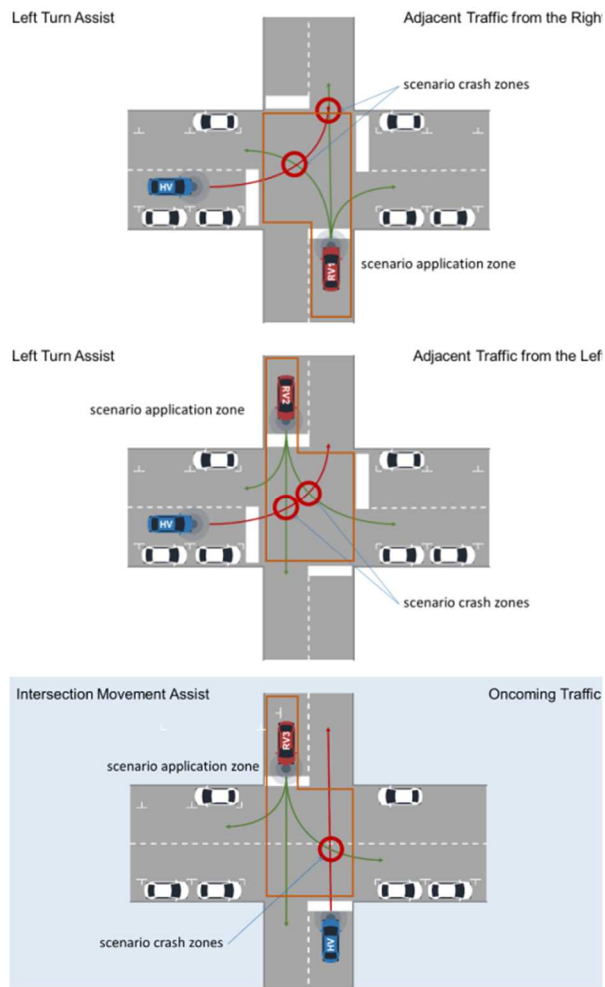 Left Turn Assist
Adjacent Traffic from the Right
scenario crash zones
HV
scenario application zone
RV1
Left Turn Assist
Adjacent Traffic from the Left
RV2
scenario application zone
HV
scenario crash zones
Intersection Movement Assist
Oncoming Traffic
RV3
scenario application zone
HV
scenario crash zones